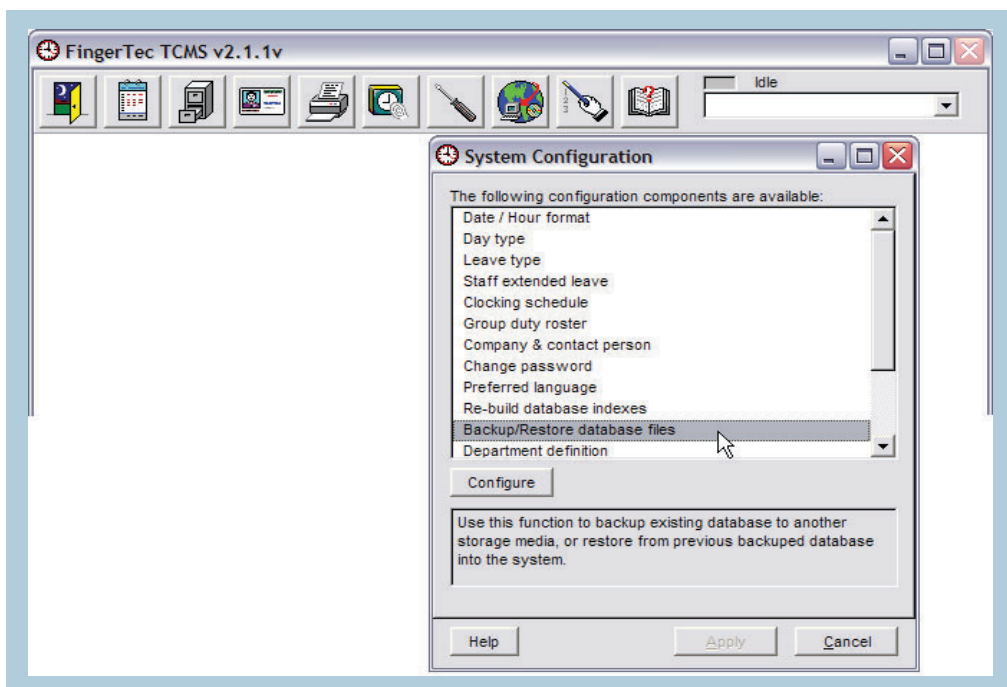 FingerTec TCMS v2.1.1v
Idle
System Configuration
The following configuration components are available:
Date / Hour format
Day type
Leave type
Staff extended leave
Clocking schedule
Group duty roster
Company & contact person
Change password
Preferred language
Re-build database indexes
Backup/Restore database files
Department definition
Configure
Use this function to backup existing database to another
storage media, or restore from previous backuped database
into the system.
Help
Apply
Cancel